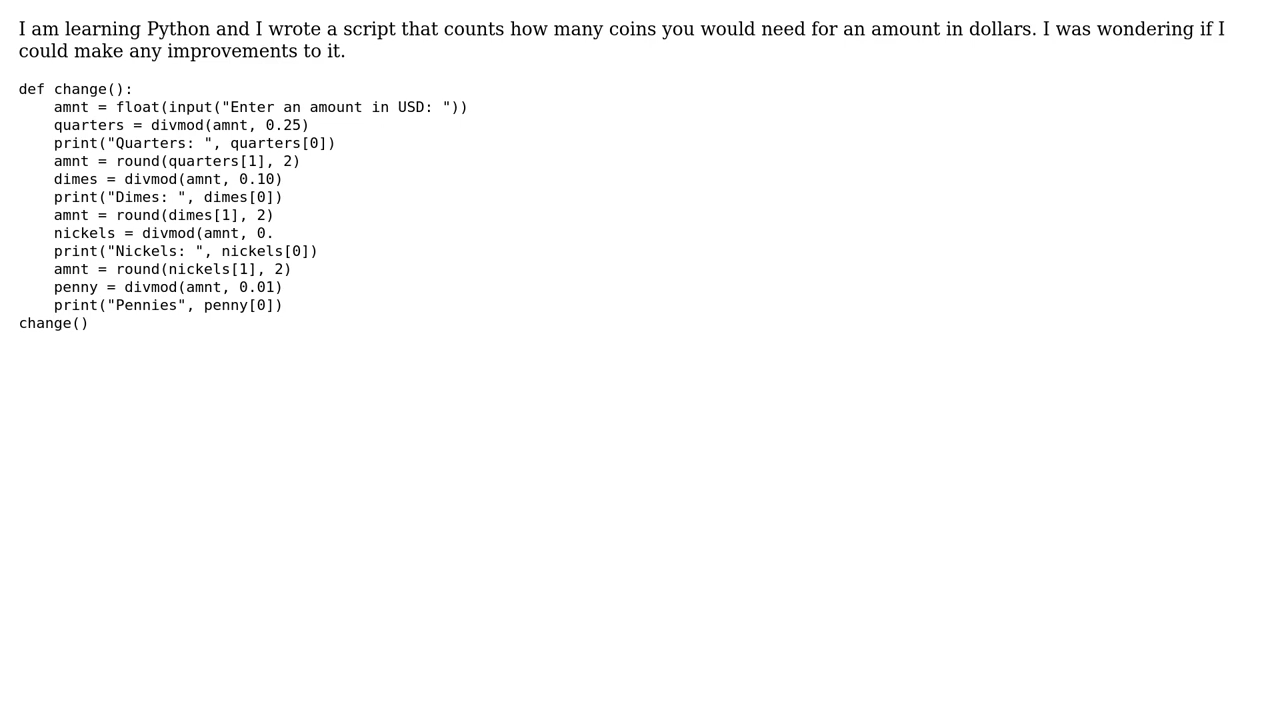 I am learning Python and I wrote a script that counts how many coins you would need for an amount in dollars. I was wondering if I
could make any improvements to it.
def change():
    amnt = float(input("Enter an amount in USD: "))
    quarters = divmod(amnt, 0.25)
    print("Quarters: ", quarters[0])
    amnt = round(quarters[1], 2)
    dimes = divmod(amnt, 0.10)
    print("Dimes: ", dimes[0])
    amnt = round(dimes[1], 2)
    nickels = divmod(amnt, 0.
    print("Nickels: ", nickels[0])
    amnt = round(nickels[1], 2)
    penny = divmod(amnt, 0.01)
    print("Pennies", penny[0])
change()